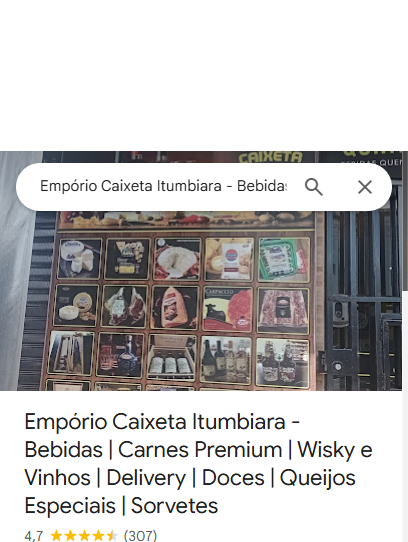 CAIXETA
Empório Caixeta Itumbiara - Bebida
Empório Caixeta Itumbiara -
Bebidas | Carnes Premium | Wisky e
Vinhos | Delivery | Doces | Queijos
Especiais | Sorvetes
4,7 (307)